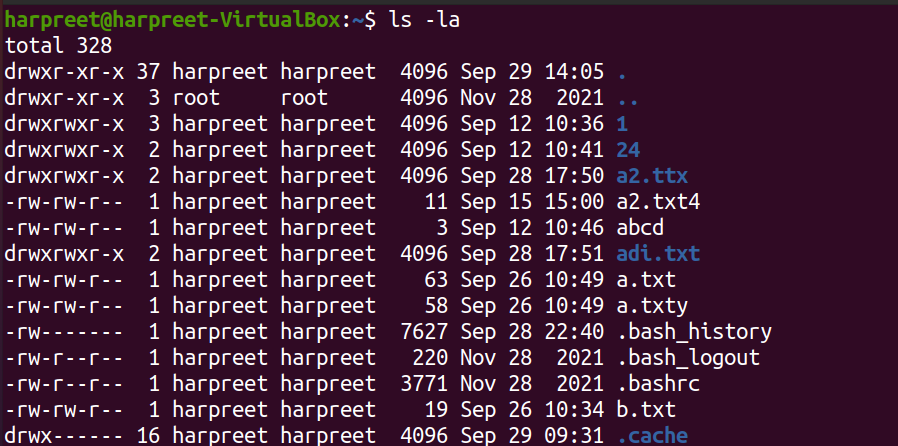 harpreet@harpreet-VirtualBox:~$ ls -la
total 328
drwxr-xr-x 37 harpreet harpreet  4096 Sep 29 14:05 .
drwxr-xr-x  3 root     root      4096 Nov 28  2021 ..
drwxrwxr-x  3 harpreet harpreet  4096 Sep 12 10:36 1
drwxrwxr-x  2 harpreet harpreet  4096 Sep 12 10:41 24
drwxrwxr-x  2 harpreet harpreet  4096 Sep 28 17:50 a2.ttx
-rw-rw-r--  1 harpreet harpreet    11 Sep 15 15:00 a2.txt4
-rw-rw-r--  1 harpreet harpreet     3 Sep 12 10:46 abcd
drwxrwxr-x  2 harpreet harpreet  4096 Sep 28 17:51 adi.txt
-rw-rw-r--  1 harpreet harpreet    63 Sep 26 10:49 a.txt
-rw-rw-r--  1 harpreet harpreet    58 Sep 26 10:49 a.txty
-rw-------  1 harpreet harpreet  7627 Sep 28 22:40 .bash_history
-rw-r--r--  1 harpreet harpreet   220 Nov 28  2021 .bash_logout
-rw-r--r--  1 harpreet harpreet  3771 Nov 28  2021 .bashrc
-rw-rw-r--  1 harpreet harpreet    19 Sep 26 10:34 b.txt
drwx------ 16 harpreet harpreet  4096 Sep 29 09:31 .cache